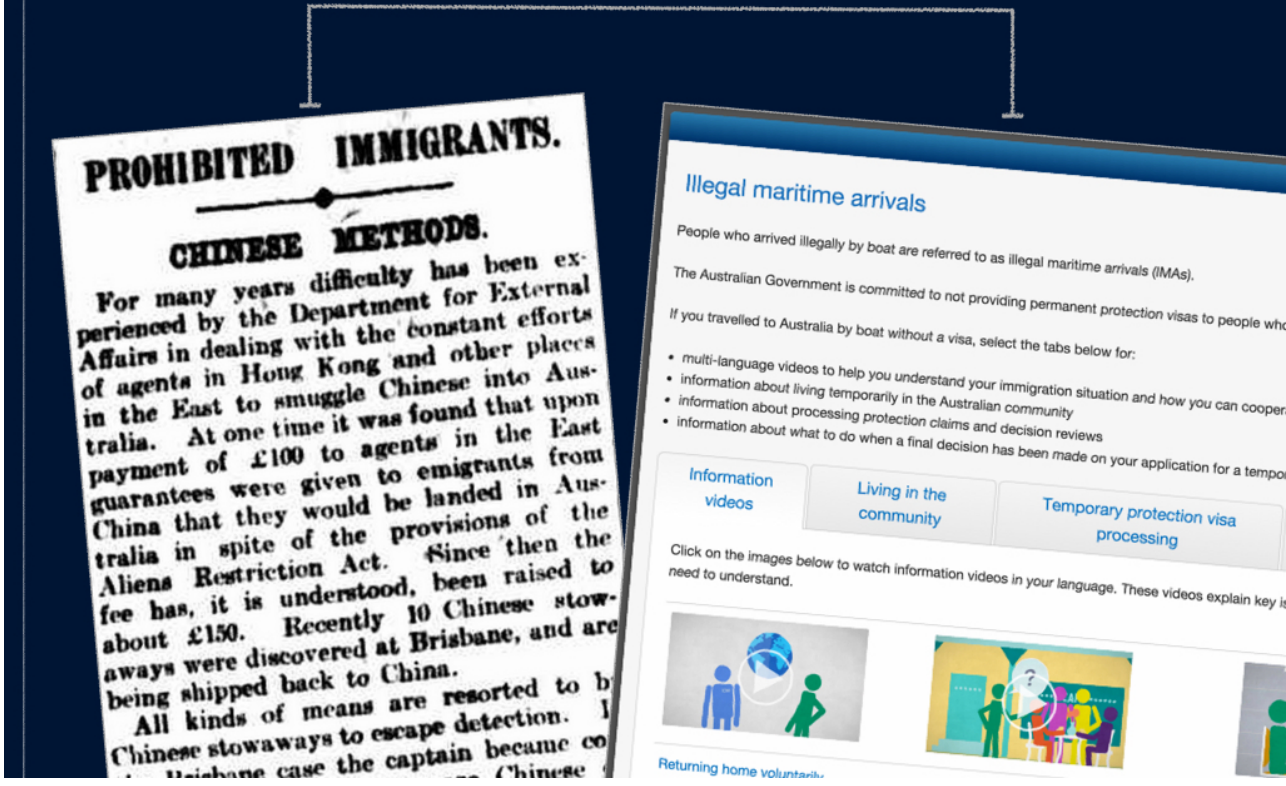 PROHIBITED IMMIGRANTS.
CHINESE METHODS.
For many years difficulty has been ex-
perienced by the Department for External
Affairs in dealing with the constant efforts
of agents in Hong Kong and other places
in the East to smuggle Chinese into Aus-
tralia. At one time it was found that upon
payment of £100 to agents in the East
guarantees were given to emigrants from
China that they would be landed in Aus-
tralia in spite of the provisions of the
Aliens Restriction Act. Since then the
fee has, it is understood, been raised to
about £150. Recently 10 Chinese stow-
aways were discovered at Brisbane, and are
being shipped back to China.
All kinds of means are resorted to b
Chinese stowaways to escape detection. I
Brisbane case the captain became co
Chinese
Illegal maritime arrivals
People who arrived illegally by boat are referred to as illegal maritime arrivals (IMAs).
The Australian Government is committed to not providing permanent protection visas to people who
If you travelled to Australia by boat without a visa, select the tabs below for:
• multi-language videos to help you understand your immigration situation and how you can cooper
• information about living temporarily in the Australian community
• information about processing protection claims and decision reviews
• information about what to do when a final decision has been made on your application for a tempor
Information
videos
Living in the
community
Temporary protection visa
processing
Click on the images below to watch information videos in your language. These videos explain key is
need to understand.
?
Returning home voluntarily